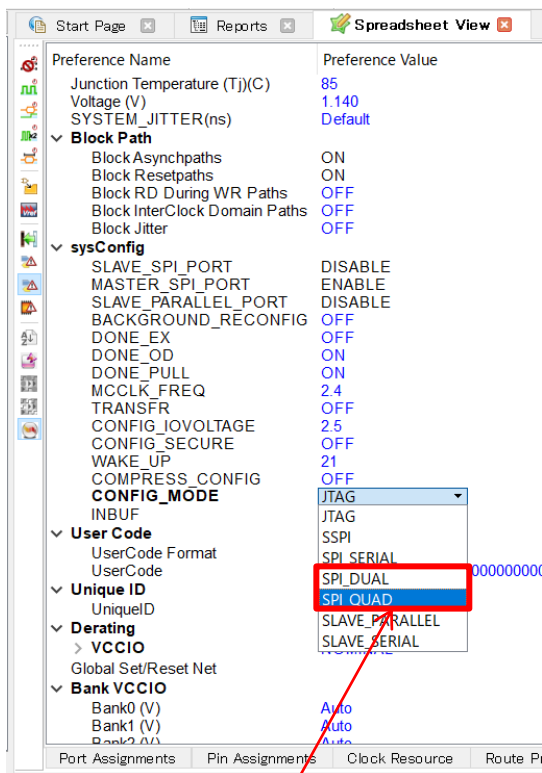 Start Page Reports Spreadsheet View
Preference Name Preference Value
Junction Temperature (Tj)(C) 85
Voltage (V) 1.140
SYSTEM_JITTER(ns) Default
Block Path
Block Asynchpaths ON
Block Resetpaths ON
Block RD During WR Paths OFF
Block InterClock Domain Paths OFF
Block Jitter OFF
sysConfig
SLAVE_SPI_PORT DISABLE
MASTER_SPI_PORT ENABLE
SLAVE_PARALLEL_PORT DISABLE
BACKGROUND_RECONFIG OFF
DONE_EX OFF
DONE_OD ON
DONE_PULL ON
MCCLK_FREQ 2.4
TRANSFR OFF
CONFIG_IOVOLTAGE 2.5
CONFIG_SECURE OFF
WAKE_UP 21
COMPRESS_CONFIG OFF
CONFIG_MODE JTAG
INBUF JTAG
User Code SSPI
UserCode Format SPI_SERIAL
UserCode SPI_DUAL
Unique ID SPI_QUAD
UniqueID SLAVE_PARALLEL
Derating SLAVE_SERIAL
VCCIO
Global Set/Reset Net
Bank VCCIO
Bank0 (V) Auto
Bank1 (V) Auto
Bank2 (V) Auto
Port Assignments Pin Assignments Clock Resource Route